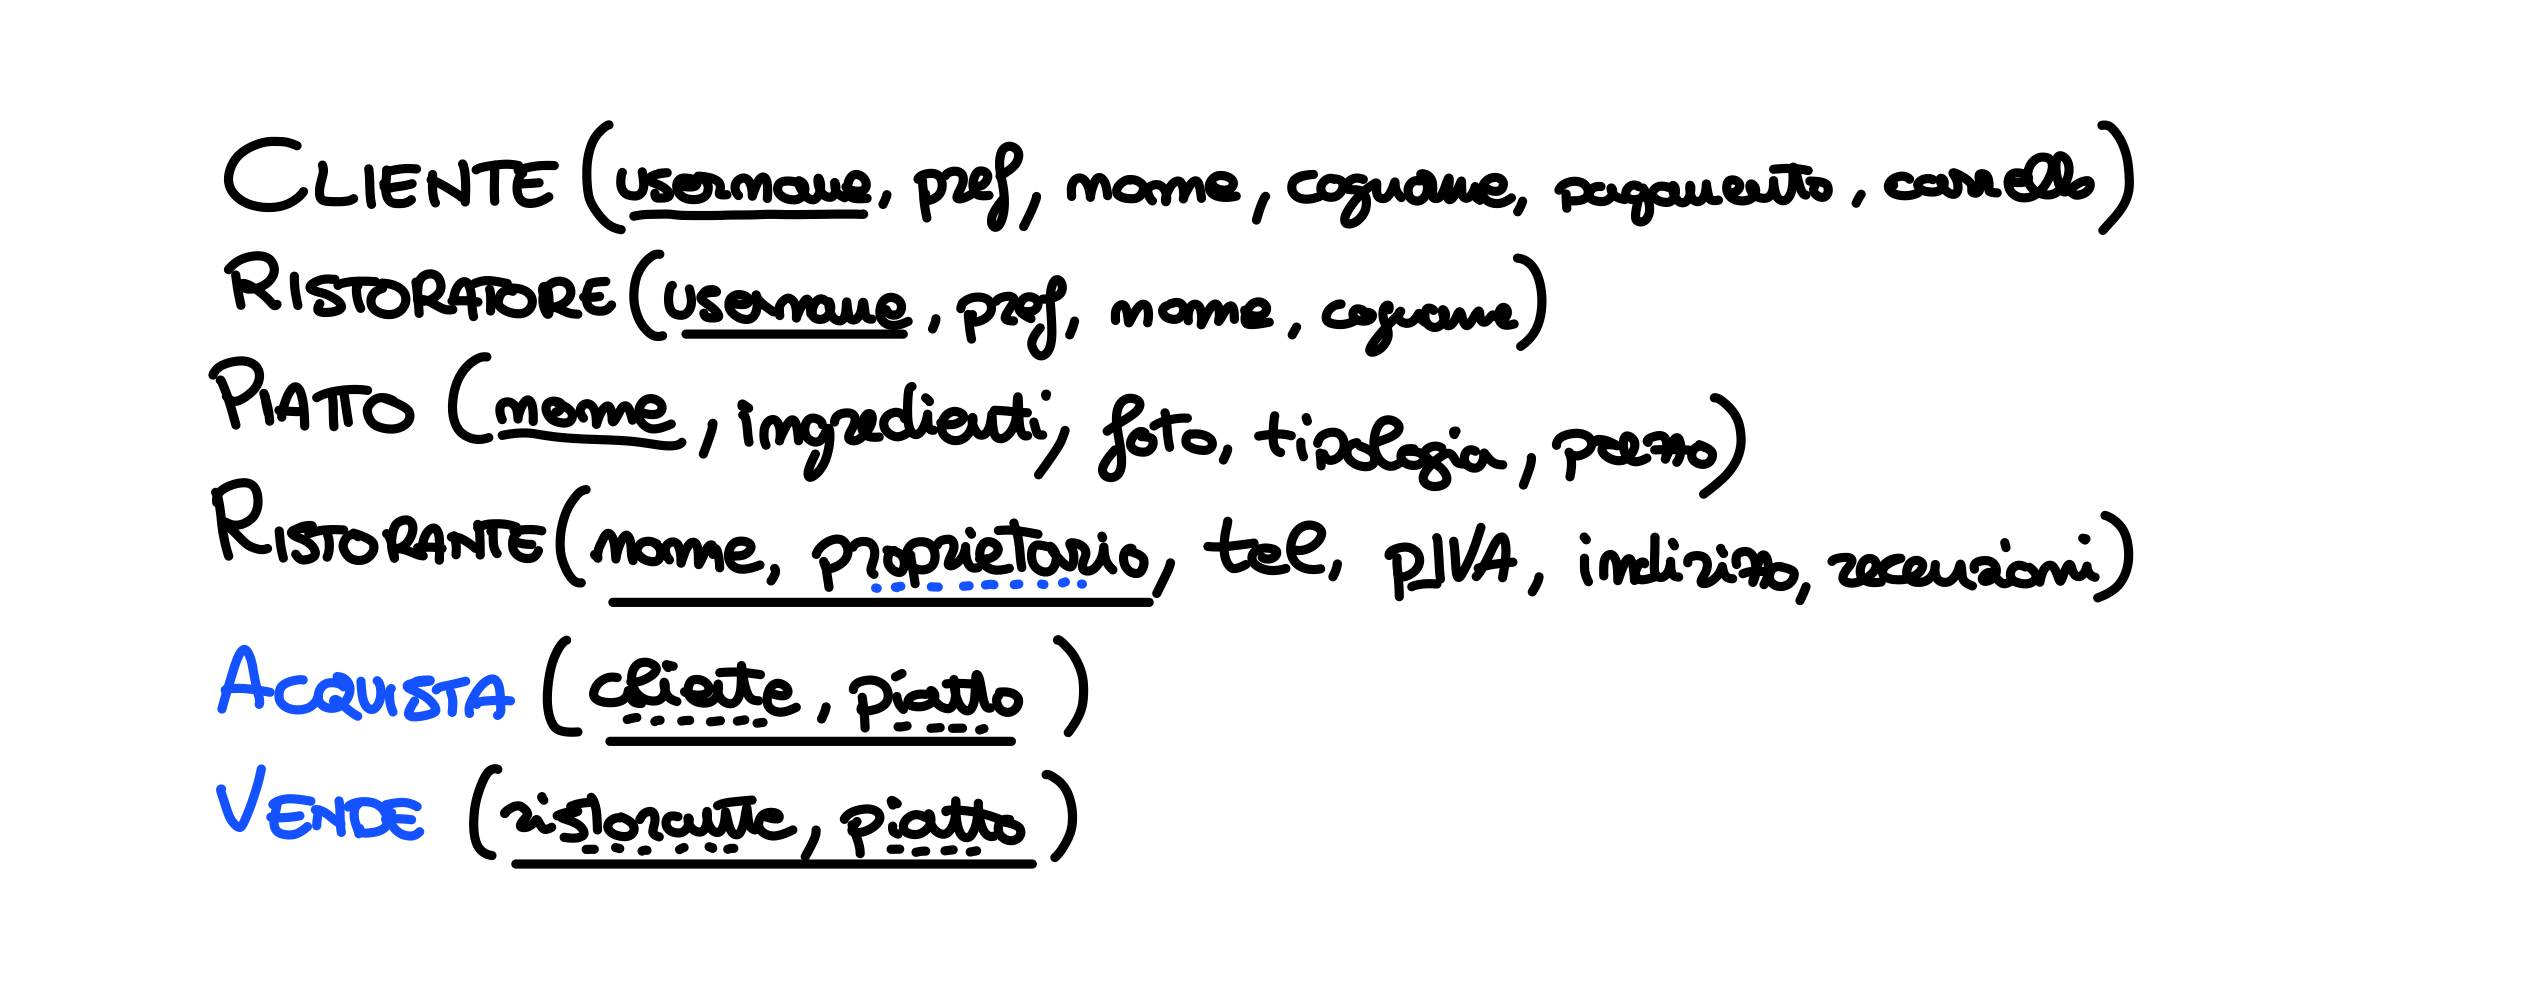 CLIENTE (username, pref, nome, cognome, pagamento, carrello)
RISTORATORE (username, pref, nome, cognome)
PIATTO (nome, ingredienti, foto, tipologia, prezzo)
RISTORANTE (nome, proprietario, tel, pIVA, indirizzo, recensioni)
ACQUISTA (cliente, piatto)
VENDE (ristorante, piatto)